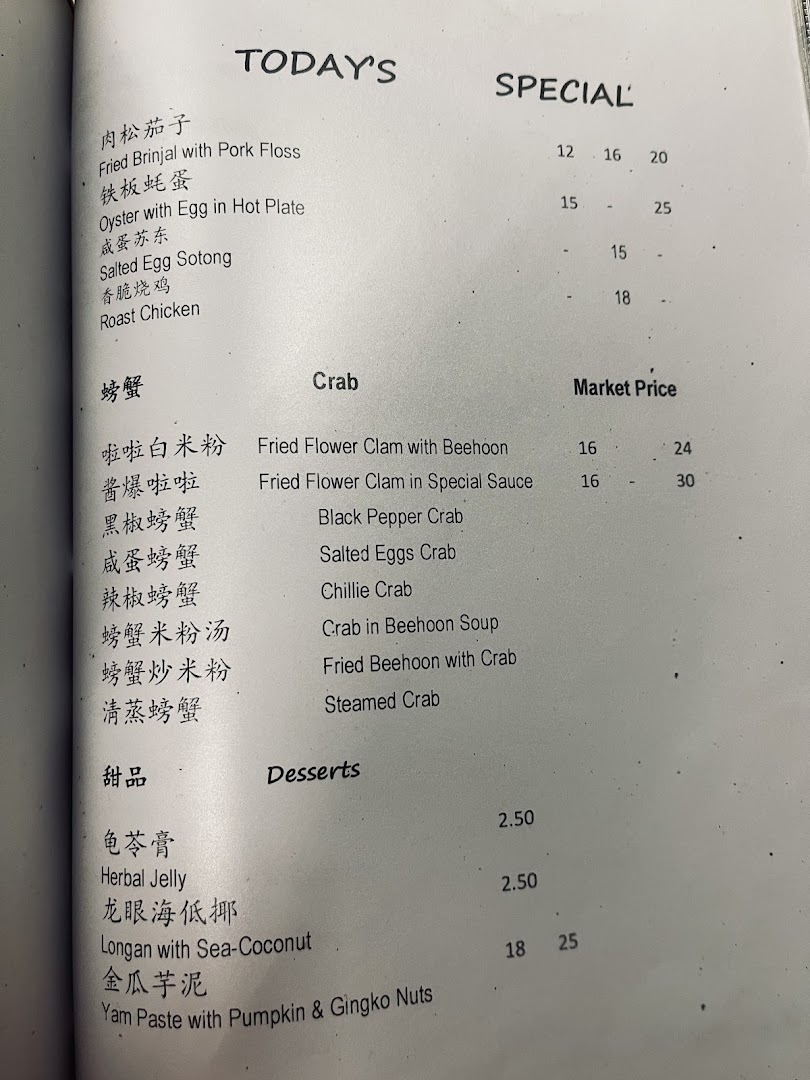 TODAY'S SPECIAL
肉松茄子
Fried Brinjal with Pork Floss 12 16 20
铁板蚝蛋
Oyster with Egg in Hot Plate 15 - 25
咸蛋苏东
Salted Egg Sotong - 15 -
香脆烧鸡
Roast Chicken - 18 -
螃蟹 Crab Market Price
啦啦白米粉 Fried Flower Clam with Beehoon 16 24
酱爆啦啦 Fried Flower Clam in Special Sauce 16 - 30
黑椒螃蟹 Black Pepper Crab
咸蛋螃蟹 Salted Eggs Crab
辣椒螃蟹 Chillie Crab
螃蟹米粉汤 Crab in Beehoon Soup
螃蟹炒米粉 Fried Beehoon with Crab
清蒸螃蟹 Steamed Crab
甜品 Desserts
龟苓膏 2.50
Herbal Jelly
龙眼海低椰 2.50
Longan with Sea-Coconut
金瓜芋泥 18 25
Yam Paste with Pumpkin & Gingko Nuts